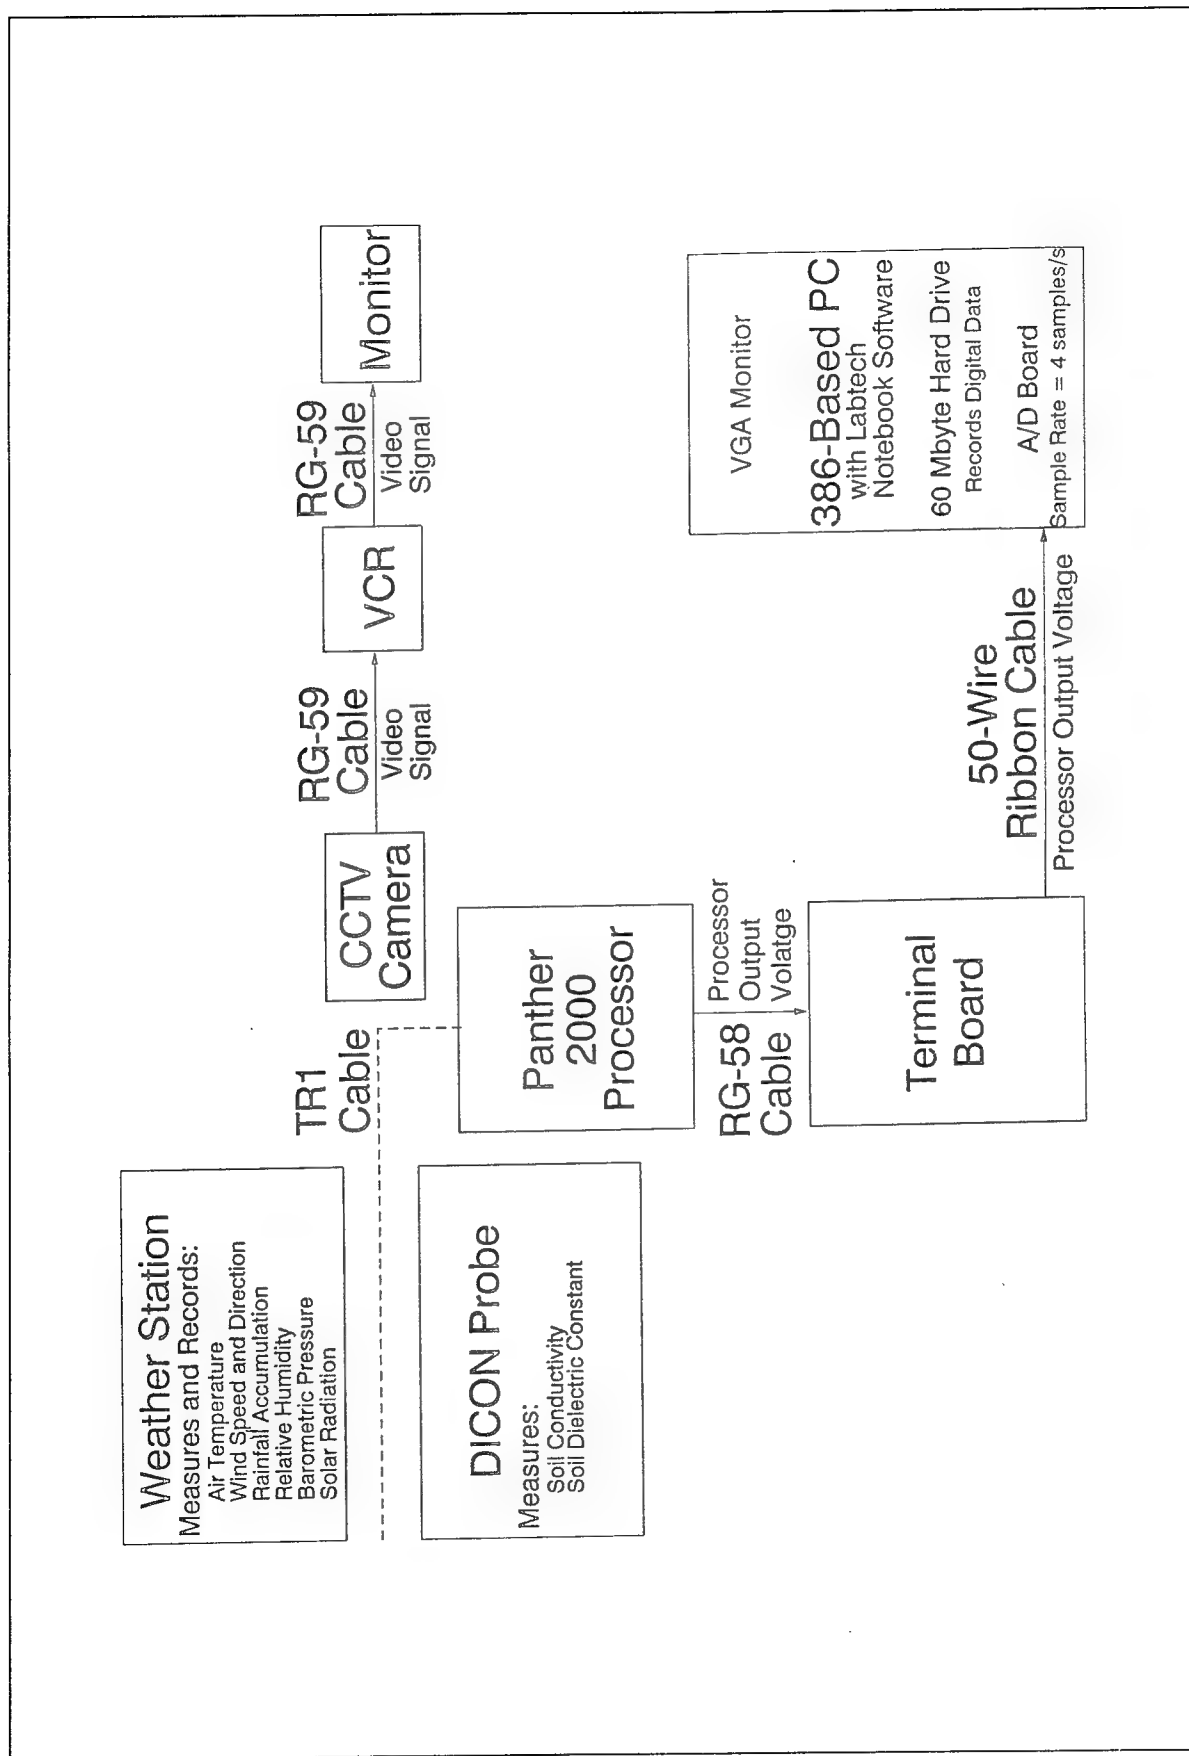 Weather Station
Measures and Records:
Air Temperature
Wind Speed and Direction
Rainfall Accumulation
Relative Humidity
Barometric Pressure
Solar Radiation
TR1
Cable
CCTV
Camera
RG-59
Cable
Video
Signal
VCR
RG-59
Cable
Video
Signal
Monitor
DICON Probe
Measures:
Soil Conductivity
Soil Dielectric Constant
Panther
2000
Processor
RG-58
Cable
Processor
Output
Volatge
Terminal
Board
50-Wire
Ribbon Cable
Processor Output Voltage
VGA Monitor
386-Based PC
with Labtech
Notebook Software
60 Mbyte Hard Drive
Records Digital Data
A/D Board
Sample Rate = 4 samples/s